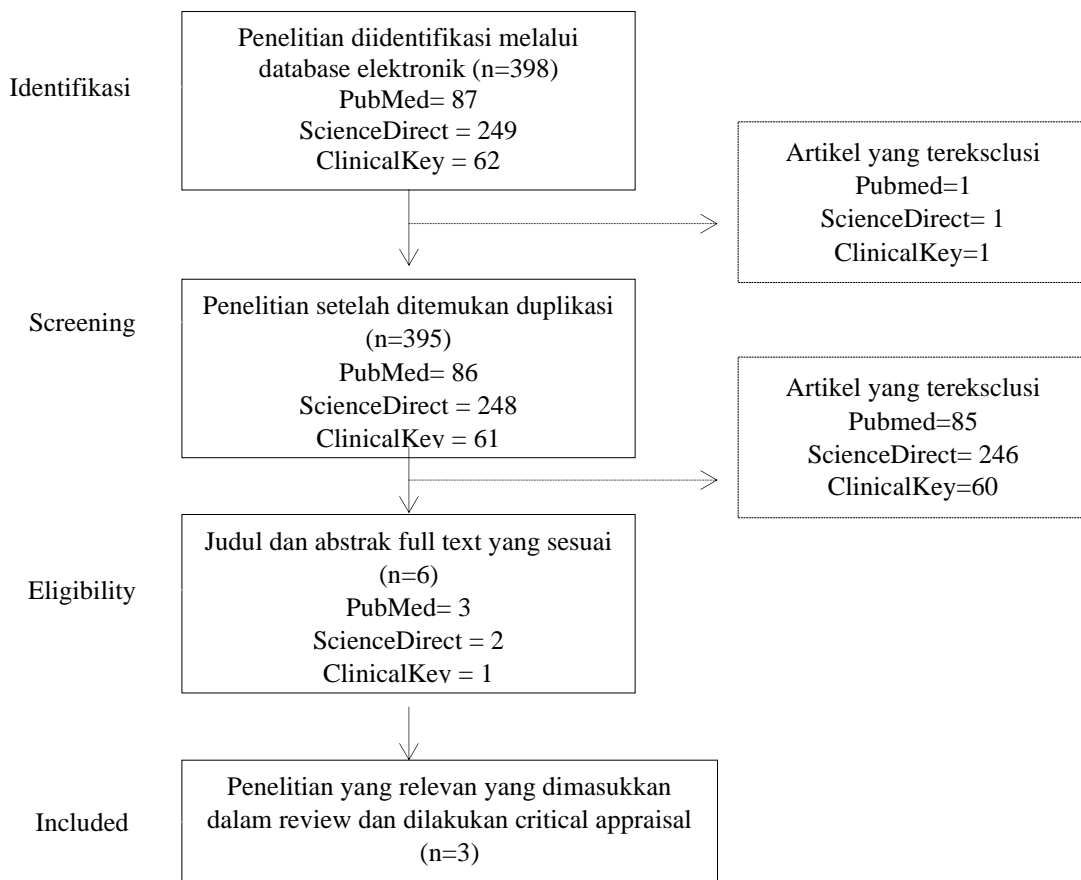 Identifikasi
Penelitian diidentifikasi melalui
database elektronik (n=398)
PubMed= 87
ScienceDirect = 249
ClinicalKey = 62
Artikel yang tereksclusi
Pubmed=1
ScienceDirect= 1
ClinicalKey=1
Screening
Penelitian setelah ditemukan duplikasi
(n=395)
PubMed= 86
ScienceDirect = 248
ClinicalKey = 61
Artikel yang tereksclusi
Pubmed=85
ScienceDirect= 246
ClinicalKey=60
Eligibility
Judul dan abstrak full text yang sesuai
(n=6)
PubMed= 3
ScienceDirect = 2
ClinicalKey = 1
Included
Penelitian yang relevan yang dimasukkan
dalam review dan dilakukan critical appraisal
(n=3)